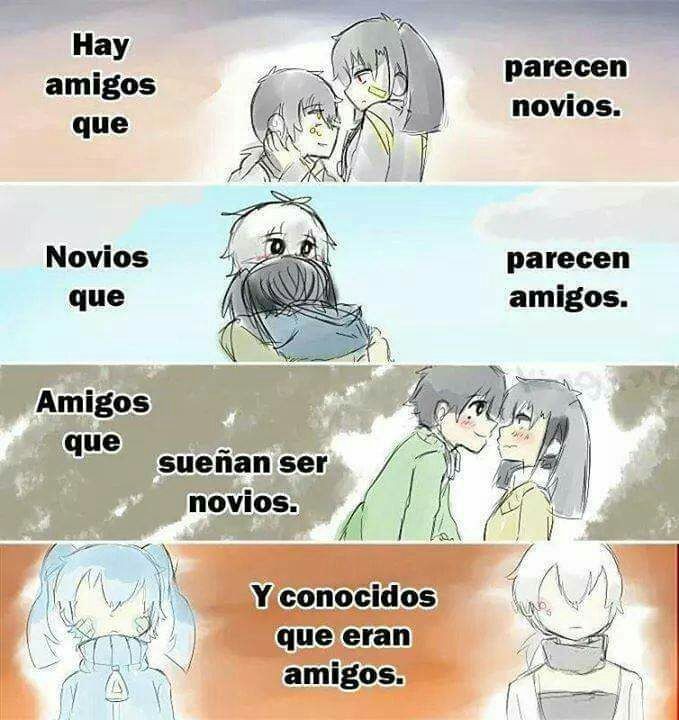 Hay
amigos
que
parecen
novios.
Novios
que
parecen
amigos.
Amigos
que
sueñan ser
novios.
Y conocidos
que eran
amigos.